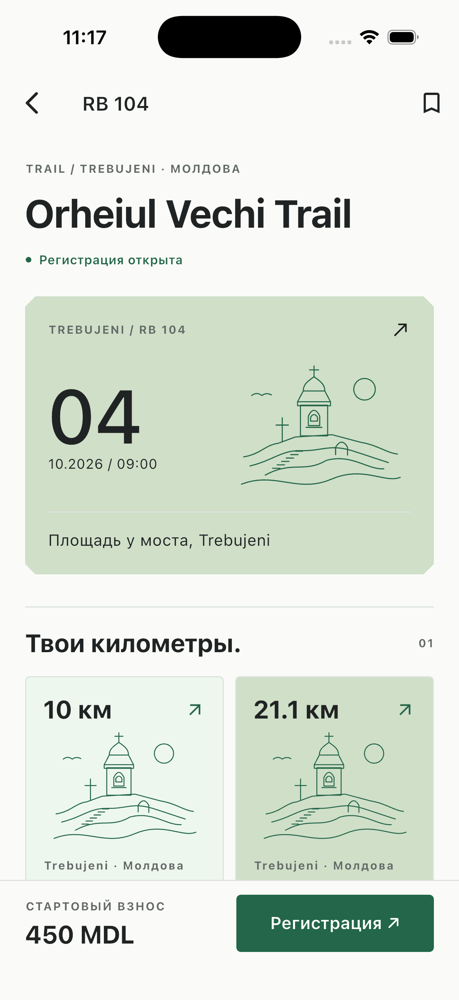 11:17
RB 104
TRAIL / TREBUJENI · МОЛДОВА
Orheiul Vechi Trail
Регистрация открыта
TREBUJENI / RB 104
04
10.2026 / 09:00
Площадь у моста, Trebujeni
Твои километры.
01
10 км
21.1 км
Trebujeni · Молдова
Trebujeni · Молдова
СТАРТОВЫЙ ВЗНОС
450 MDL
Регистрация